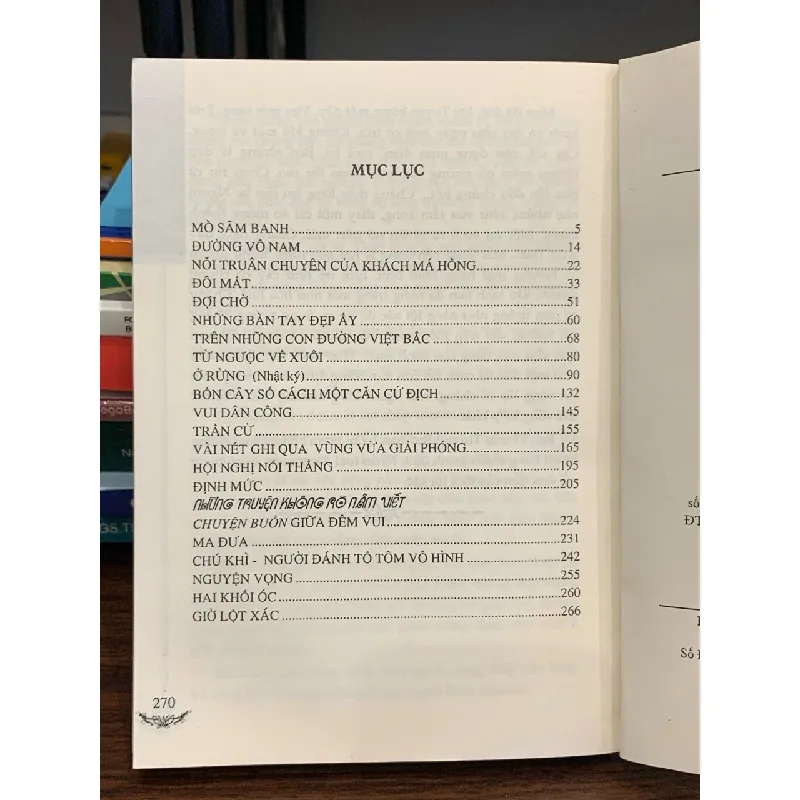 MỤC LỤC
MÒ SÂM BANH 5
ĐƯỜNG VÔ NAM 14
NỖI TRUÂN CHUYÊN CỦA KHÁCH MÁ HỒNG 22
ĐÔI MẮT 33
ĐỢI CHỜ 51
NHỮNG BÀN TAY ĐẸP ẤY 60
TRÊN NHỮNG CON ĐƯỜNG VIỆT BẮC 68
TỪ NGƯỢC VỀ XUÔI 80
Ở RỪNG (Nhật ký) 90
BỐN CÂY SỐ CÁCH MỘT CĂN CỨ ĐỊCH 132
VUI DÂN CÔNG 145
TRẦN CỪ 155
VÀI NÉT GHI QUA VÙNG VỪA GIẢI PHÓNG 165
HỘI NGHỊ NÓI THẲNG 195
ĐỊNH MỨC 205
NHỮNG TRUYỆN KHÔNG RÕ NĂM VIẾT
CHUYỆN BUỒN GIỮA ĐÊM VUI 224
MA ĐƯA 231
CHÚ KHÌ - NGƯỜI ĐÁNH TỔ TÔM VÔ HÌNH 242
NGUYỆN VỌNG 255
HAI KHỐI ÓC 260
GIỜ LỘT XÁC 266
270
số
ĐT
Số